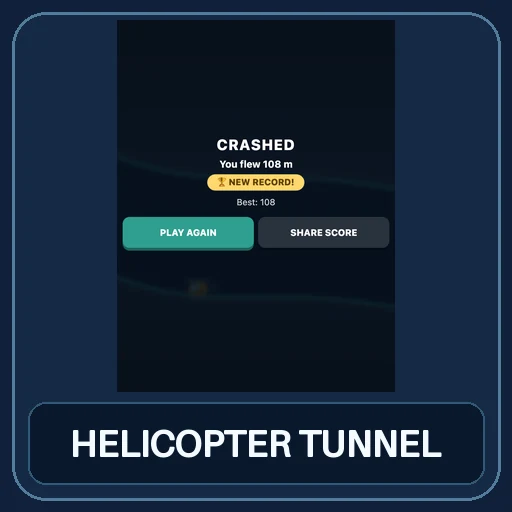 CRASHED
You flew 108 m
🏆 NEW RECORD!
Best: 108
PLAY AGAIN
SHARE SCORE
HELICOPTER TUNNEL